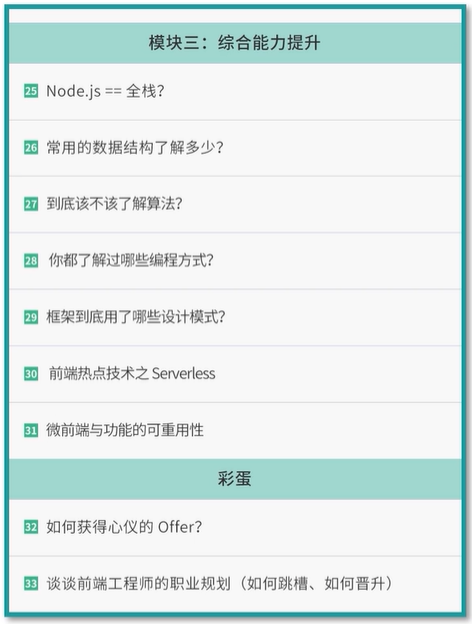 模块三：综合能力提升
25 Node.js == 全栈？
26 常用的数据结构了解多少？
27 到底该不该了解算法？
28 你都了解过哪些编程方式？
29 框架到底用了哪些设计模式？
30 前端热点技术之 Serverless
31 微前端与功能的可重用性
彩蛋
32 如何获得心仪的 Offer？
33 谈谈前端工程师的职业规划（如何跳槽、如何晋升）